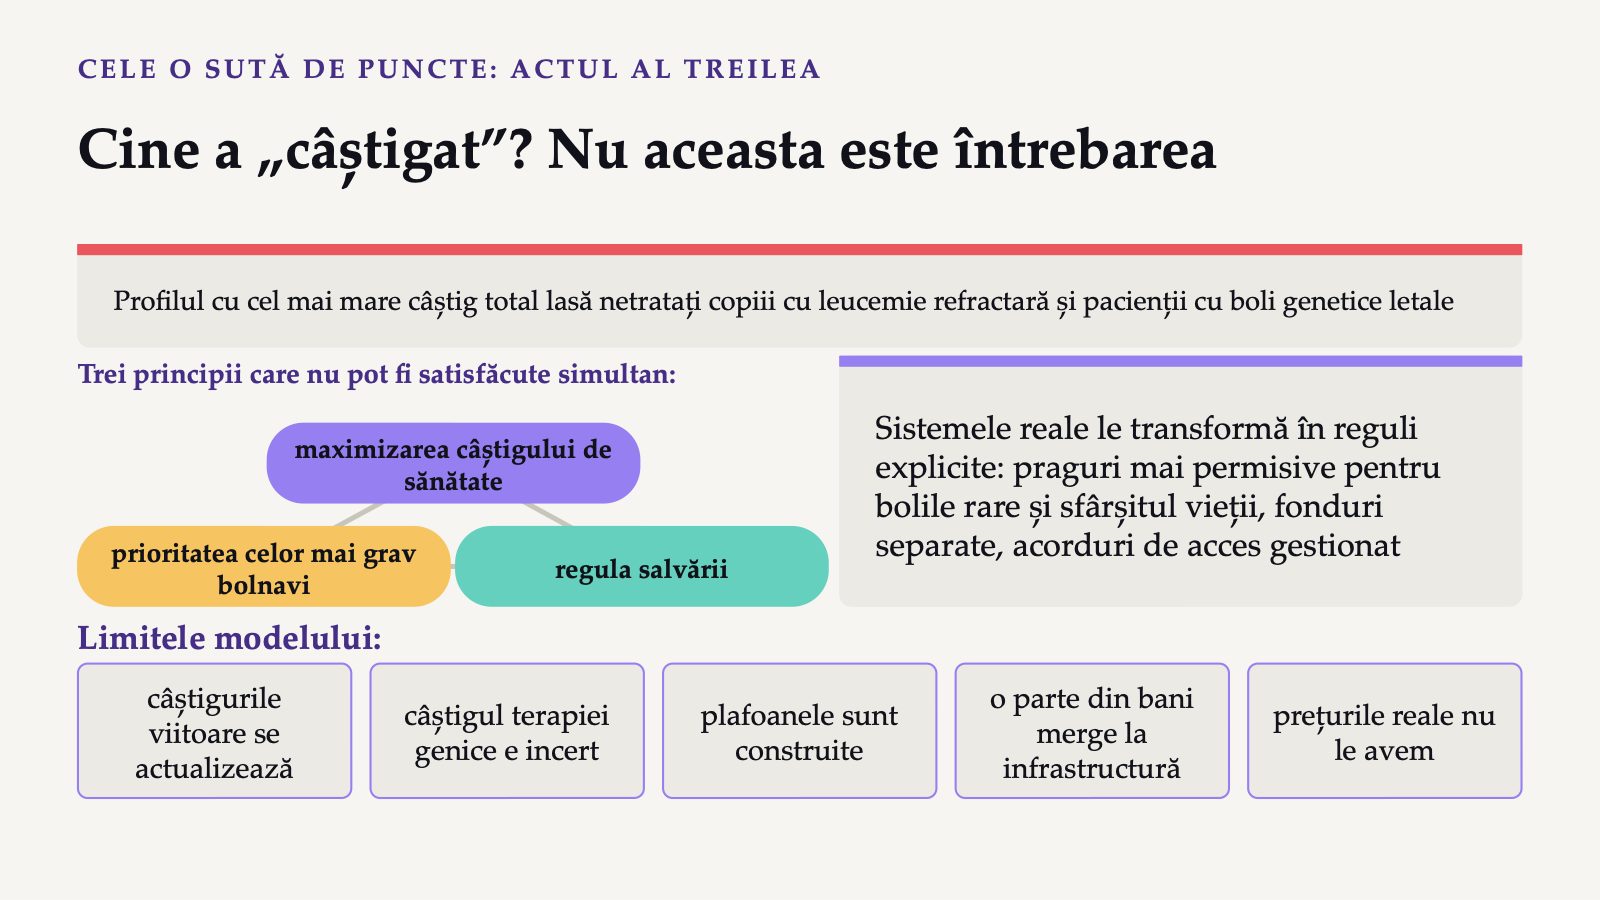 CELE O SUTĂ DE PUNCTE: ACTUL AL TREILEA
Cine a „câștigat”? Nu aceasta este întrebarea
Profilul cu cel mai mare câștig total lasă netratați copiii cu leucemie refractară și pacienții cu boli genetice letale
Trei principii care nu pot fi satisfăcute simultan:
maximizarea câștigului de
sănătate
prioritatea celor mai grav
bolnavi
regula salvării
Sistemele reale le transformă în reguli
explicite: praguri mai permisive pentru
bolile rare și sfârșitul vieții, fonduri
separate, acorduri de acces gestionat
Limitele modelului:
câștigurile
viitoare se
actualizează
câștigul terapiei
genice e incert
plafoanele sunt
construite
o parte din bani
merge la
infrastructură
prețurile reale nu
le avem